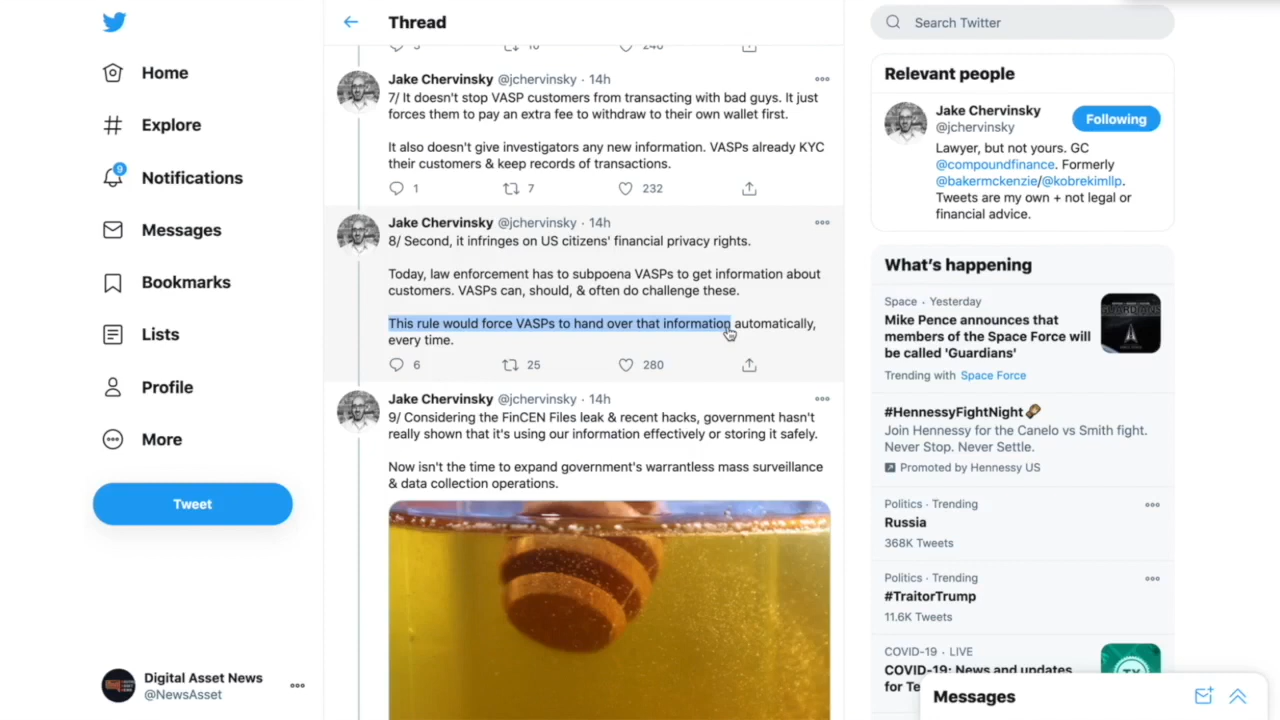 Home
Explore
9
Notifications
Messages
Bookmarks
Lists
Profile
More
Tweet
Digital Asset News
@NewsAsset
Thread
Jake Chervinsky @jchervinsky · 14h
7/ It doesn't stop VASP customers from transacting with bad guys. It just
forces them to pay an extra fee to withdraw to their own wallet first.
It also doesn't give investigators any new information. VASPs already KYC
their customers & keep records of transactions.
1 7 232
Jake Chervinsky @jchervinsky · 14h
8/ Second, it infringes on US citizens' financial privacy rights.
Today, law enforcement has to subpoena VASPs to get information about
customers. VASPs can, should, & often do challenge these.
This rule would force VASPs to hand over that information automatically,
every time.
6 25 280
Jake Chervinsky @jchervinsky · 14h
9/ Considering the FinCEN Files leak & recent hacks, government hasn't
really shown that it's using our information effectively or storing it safely.
Now isn't the time to expand government's warrantless mass surveillance
& data collection operations.
Search Twitter
Relevant people
Jake Chervinsky
@jchervinsky
Following
Lawyer, but not yours. GC
@compoundfinance. Formerly
@bakermckenzie/@kobrekimllp.
Tweets are my own + not legal or
financial advice.
What's happening
Space · Yesterday
Mike Pence announces that
members of the Space Force will
be called 'Guardians'
Trending with Space Force
#HennessyFightNight
Join Hennessy for the Canelo vs Smith fight.
Never Stop. Never Settle.
Promoted by Hennessy US
Politics · Trending
Russia
368K Tweets
Politics · Trending
#TraitorTrump
11.6K Tweets
COVID-19 · LIVE
COVID-19: News and updates
for Te
Messages